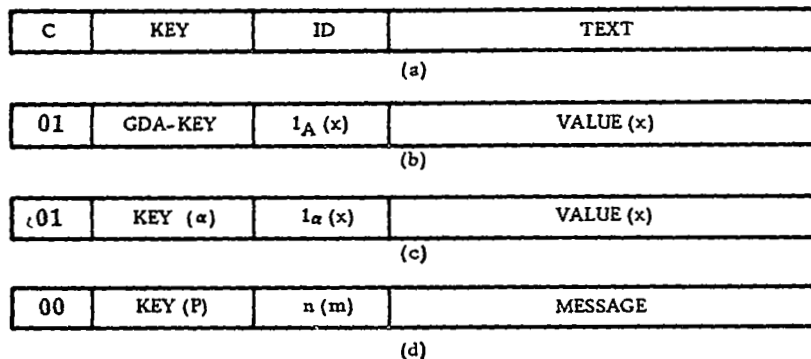 C KEY ID TEXT
(a)
01 GDA-KEY 1A (x) VALUE (x)
(b)
01 KEY (α) 1α (x) VALUE (x)
(c)
00 KEY (P) n (m) MESSAGE
(d)